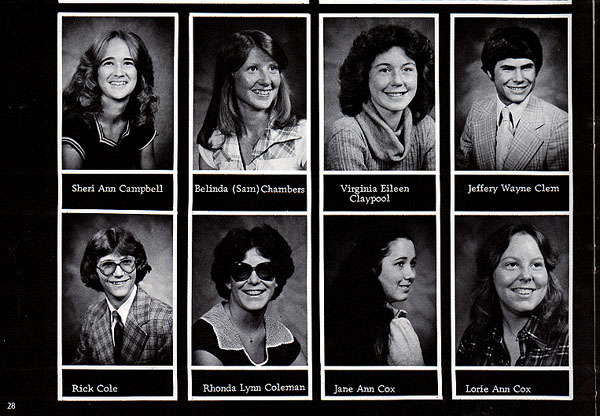 Sheri Ann Campbell
Belinda (Sam) Chambers
Virginia Eileen
Claypool
Jeffery Wayne Clem
Rick Cole
Rhonda Lynn Coleman
Jane Ann Cox
Lorie Ann Cox
28